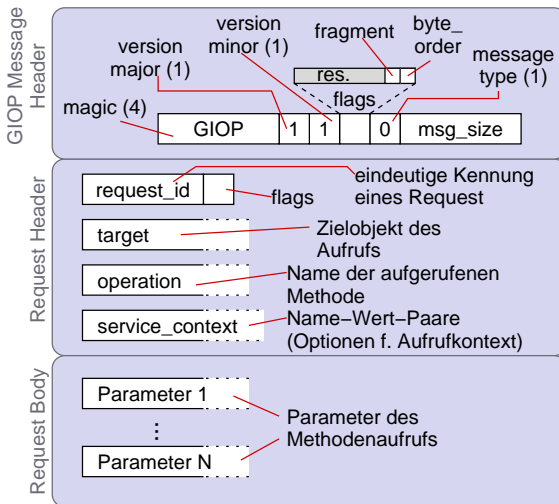 GIOP Message
Header
version
major (1)
version
minor (1)
fragment
byte_
order
message
type (1)
magic (4)
res.
flags
GIOP
1
1
0
msg_size
Request Header
request_id
flags
eindeutige Kennung
eines Request
target
Zielobjekt des
Aufrufs
operation
Name der aufgerufenen
Methode
service_context
Name−Wert−Paare
(Optionen f. Aufrufkontext)
Request Body
Parameter 1
...
Parameter N
Parameter des
Methodenaufrufs